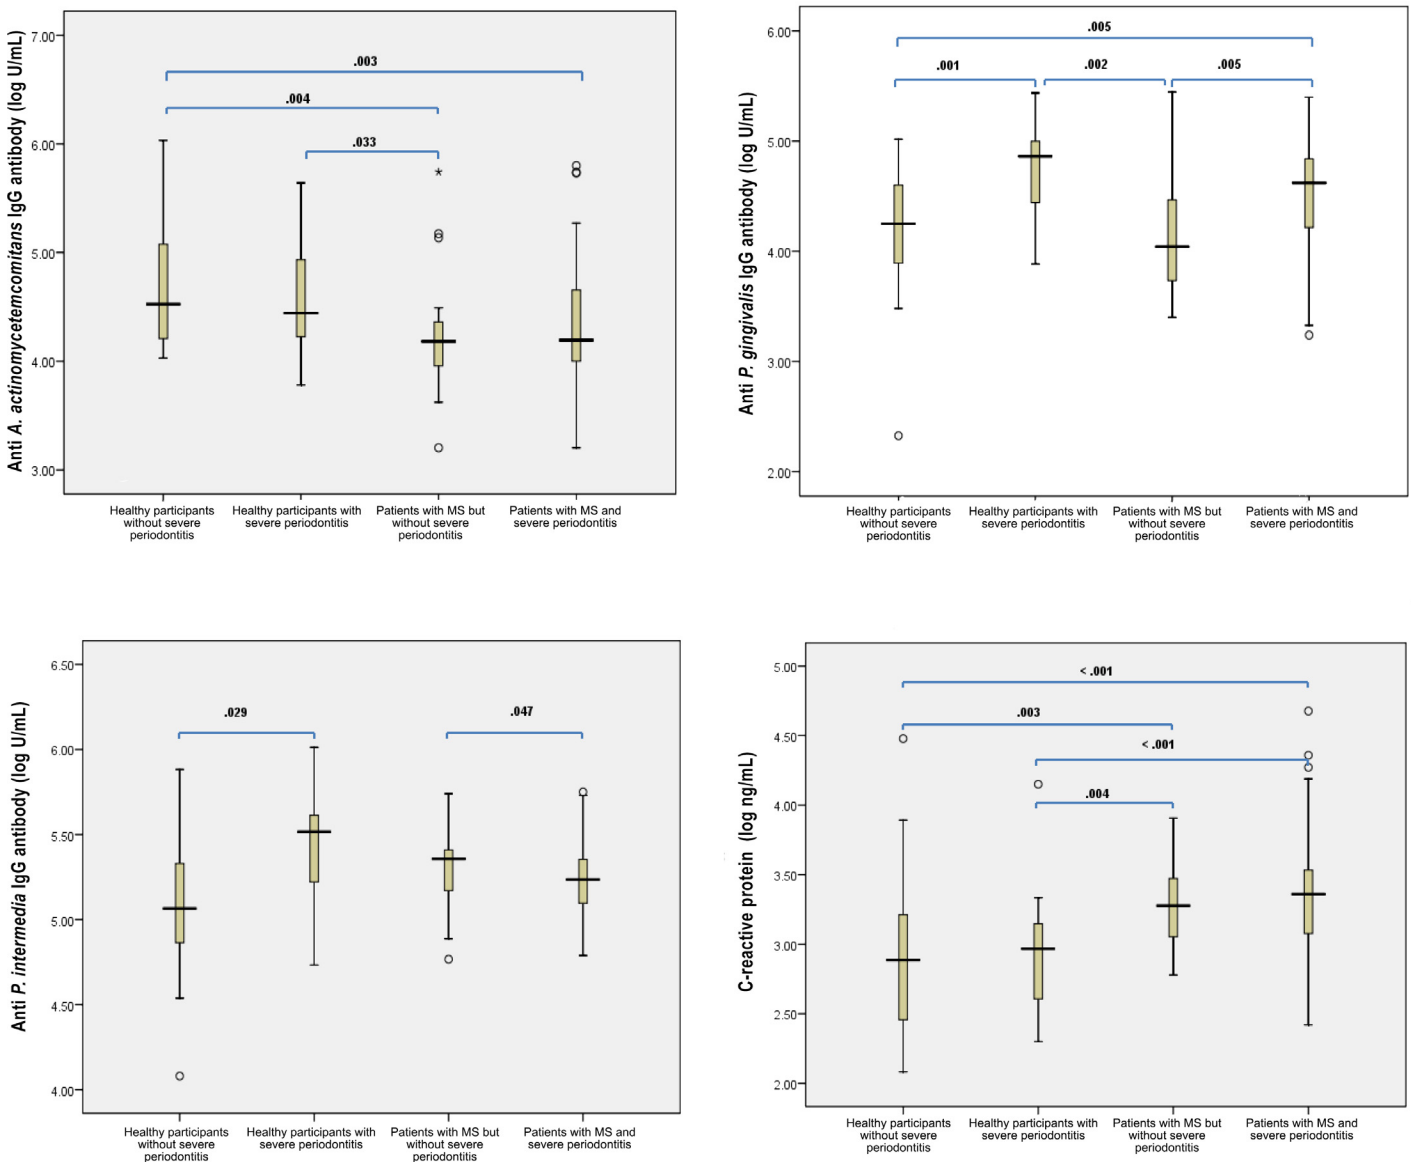 Anti A. actinomycetemcomitans IgG antibody (log U/mL)
7.00
6.00
5.00
4.00
3.00
.003
.004
.033
*
Healthy participants
without severe
periodontitis
Healthy participants with
severe periodontitis
Patients with MS but
without severe
periodontitis
Patients with MS and
severe periodontitis
Anti P. gingivalis IgG antibody (log U/mL)
6.00
5.00
4.00
3.00
2.00
.005
.001
.002
.005
Healthy participants
without severe
periodontitis
Healthy participants with
severe periodontitis
Patients with MS but
without severe
periodontitis
Patients with MS and
severe periodontitis
Anti P. intermedia IgG antibody (log U/mL)
6.50
6.00
5.50
5.00
4.50
4.00
.029
.047
Healthy participants
without severe
periodontitis
Healthy participants with
severe periodontitis
Patients with MS but
without severe
periodontitis
Patients with MS and
severe periodontitis
C-reactive protein (log ng/mL)
5.00
4.50
4.00
3.50
3.00
2.50
2.00
< .001
.003
< .001
.004
Healthy participants
without severe
periodontitis
Healthy participants with
severe periodontitis
Patients with MS but
without severe
periodontitis
Patients with MS and
severe periodontitis